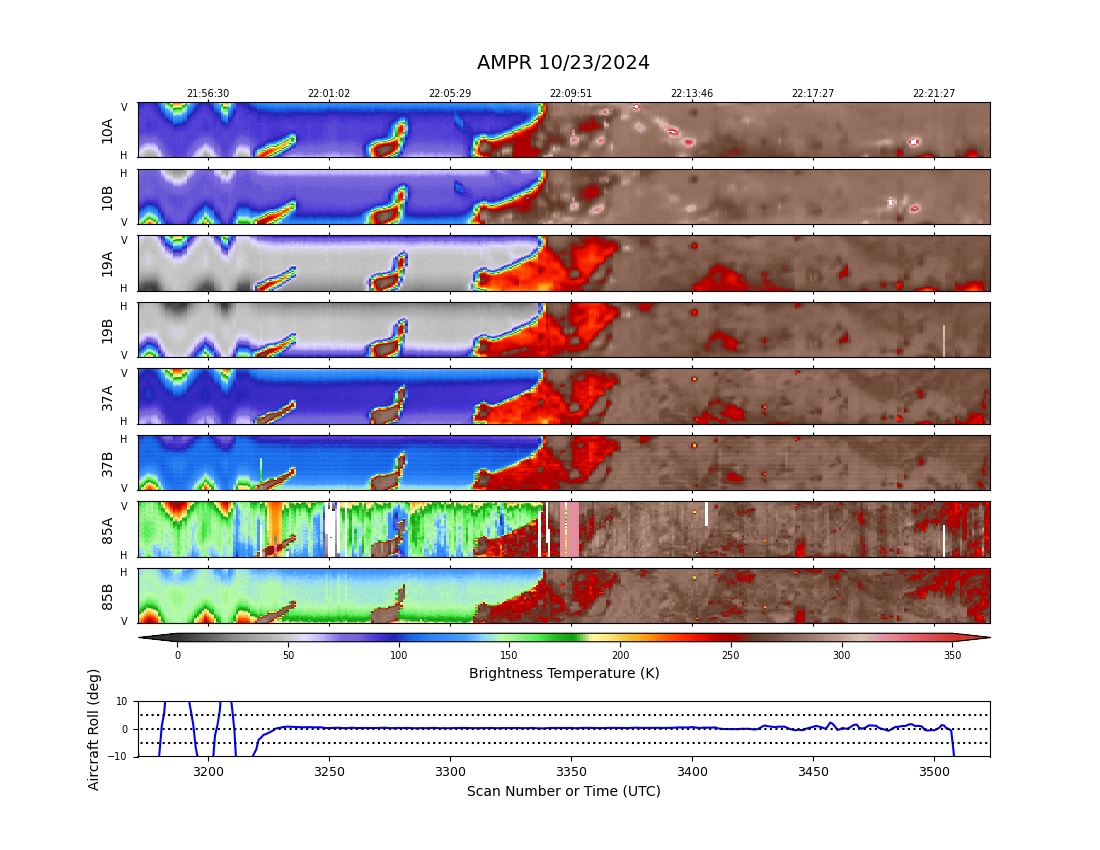 AMPR 10/23/2024
21:56:30 22:01:02 22:05:29 22:09:51 22:13:46 22:17:27 22:21:27
V
10A
H
H
10B
V
V
19A
H
H
19B
V
V
37A
H
H
37B
V
V
85A
H
H
85B
V
0 50 100 150 200 250 300 350
Brightness Temperature (K)
Aircraft Roll (deg)
10
0
−10
3200 3250 3300 3350 3400 3450 3500
Scan Number or Time (UTC)